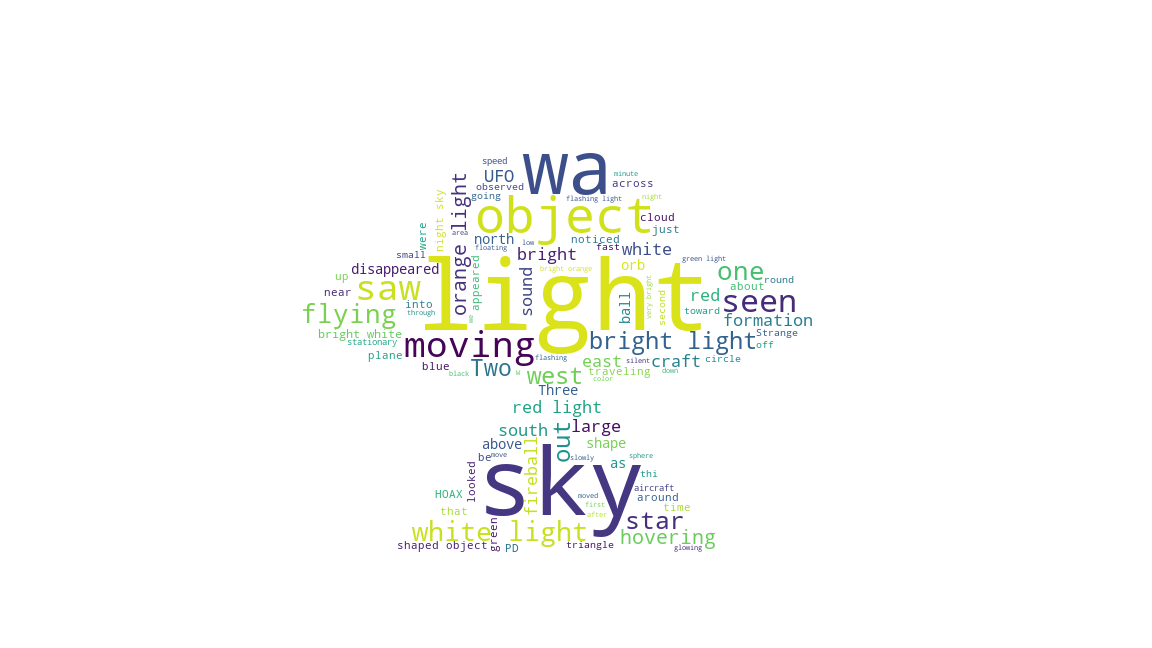 wa
speed
UFO
minute
observed
across
going
flashing light
night
orange light
night sky
object
cloud
just
were
area
north
low
noticed
floating
fast
white
small
bright
green light
disappeared
light
bright orange
orb
one
up
saw
appeared
sound
very bright
second
red
about
round
near
into
ball
seen
flying
through
me
toward
formation
bright white
moving
bright light
Strange
stationary
off
plane
flashing
east
silent
craft
circle
blue
black
Two
w
west
traveling
down
color
Three
red light
south
out
large
above
shape
be
move
sky
slowly
as
sphere
looked
fireball
thi
HOAX
moved
aircraft
around
that
first
time
after
star
white light
green
hovering
shaped object
PD
triangle
glowing